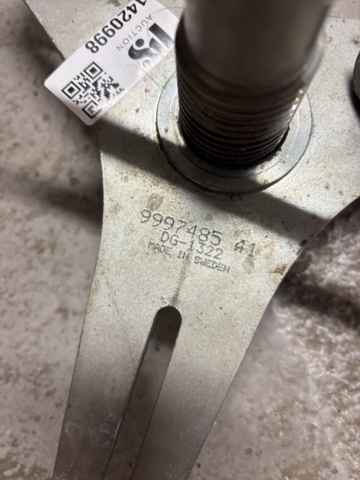 1420998
AUCTION
9997485 41
DG-1322
MADE IN SWEDEN